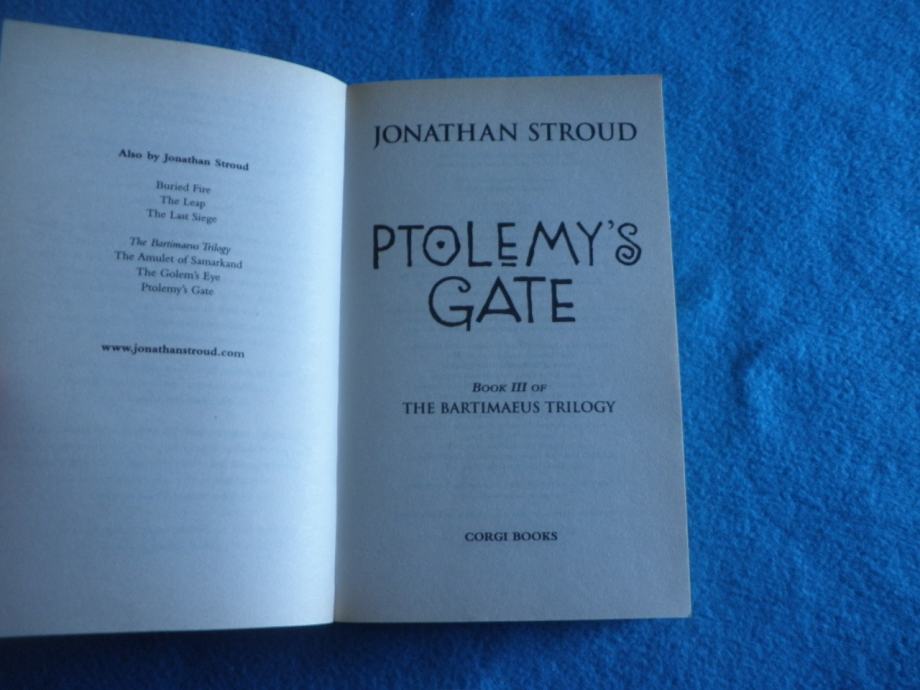 Also by Jonathan Stroud
Buried Fire
The Leap
The Last Siege
The Bartimaeus Trilogy
The Amulet of Samarkand
The Golem's Eye
Ptolemy's Gate
www.jonathanstroud.com
JONATHAN STROUD
PTOLEMY'S
GATE
BOOK III OF
THE BARTIMAEUS TRILOGY
CORGI BOOKS